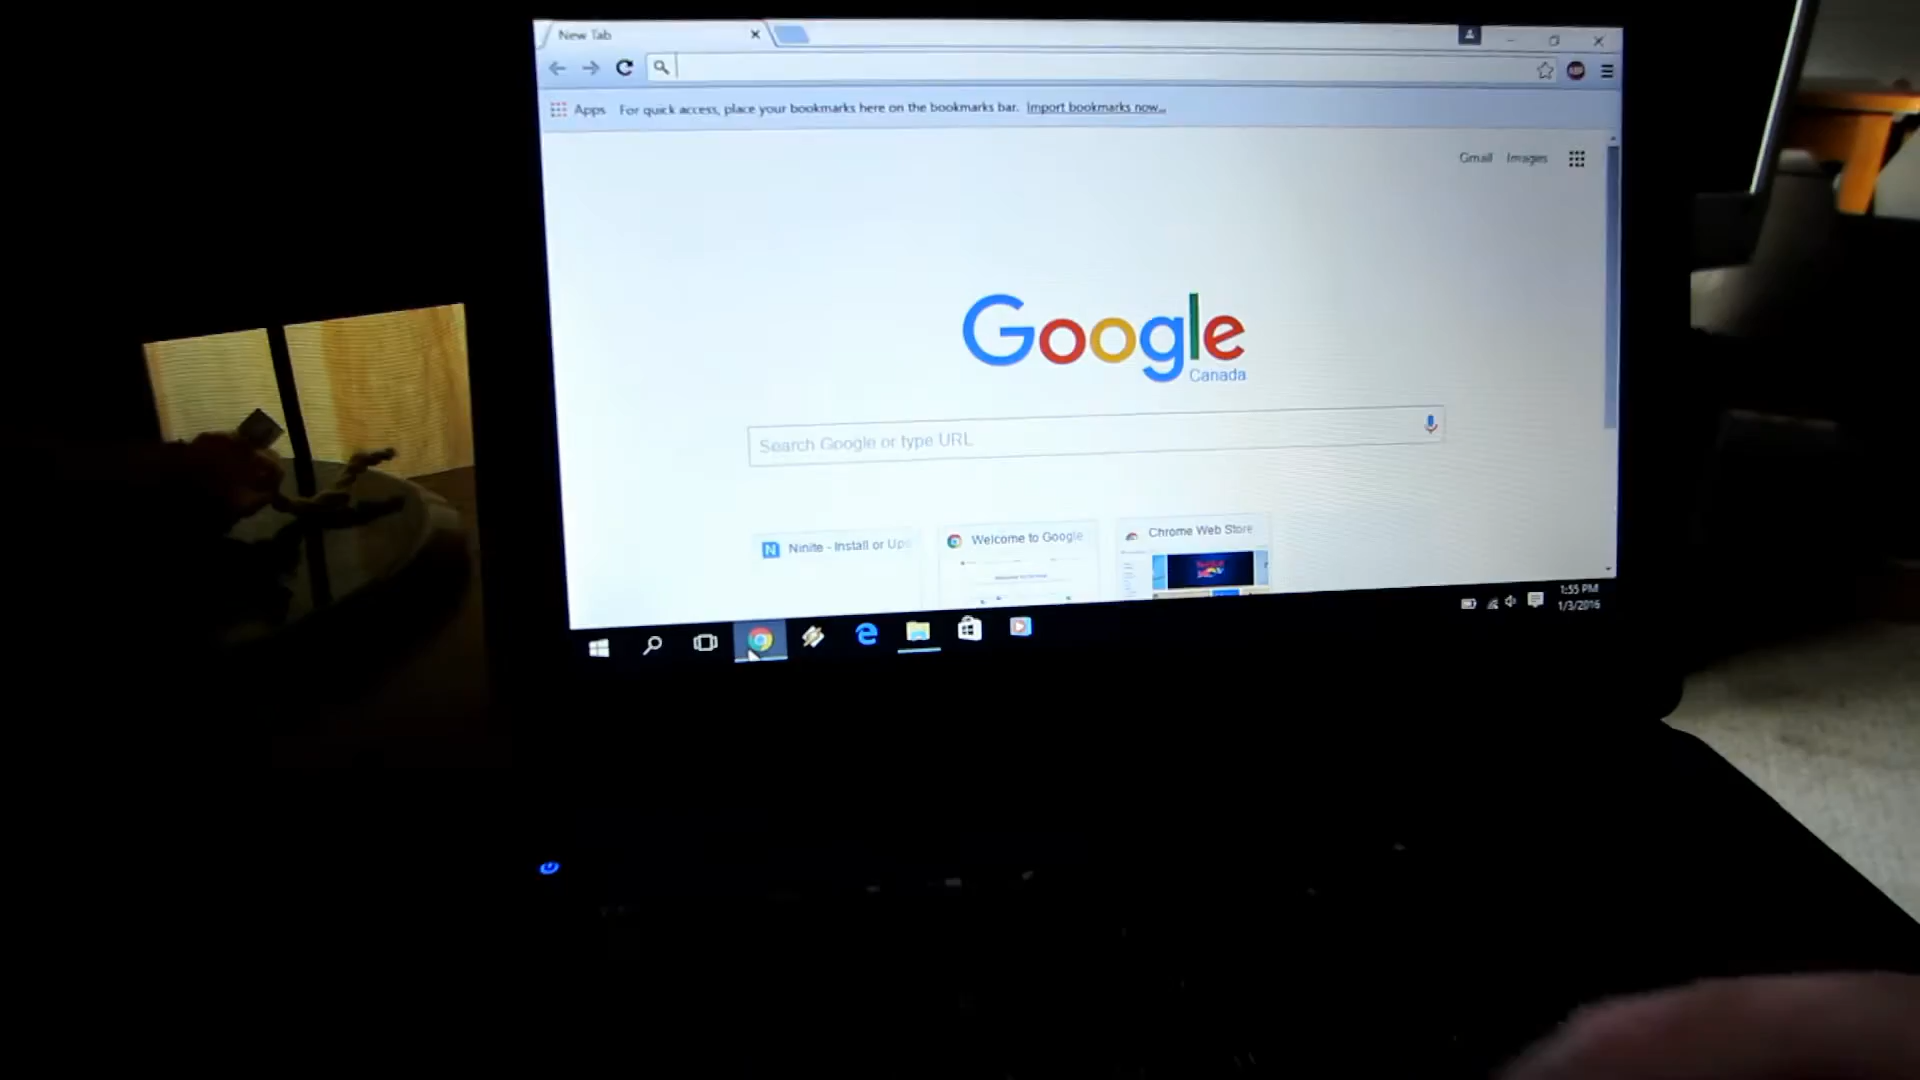 New Tab
Apps For quick access, place your bookmarks here on the bookmarks bar. Import bookmarks now...
Gmail Images
Google
Canada
Search Google or type URL
Ninite - Install or Up
Welcome to Google
Chrome Web Store
1:55 PM
1/3/2016